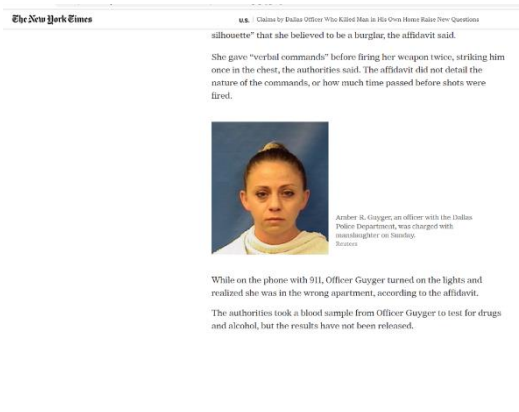 The New York Times
U.S. | Claims by Dallas Officer Who Killed Man in His Own Home Raise New Questions
silhouette” that she believed to be a burglar, the affidavit said.
She gave “verbal commands” before firing her weapon twice, striking him
once in the chest, the authorities said. The affidavit did not detail the
nature of the commands, or how much time passed before shots were
fired.
Amber R. Guyger, an officer with the Dallas
Police Department, was charged with
manslaughter on Sunday.
Reuters
While on the phone with 911, Officer Guyger turned on the lights and
realized she was in the wrong apartment, according to the affidavit.
The authorities took a blood sample from Officer Guyger to test for drugs
and alcohol, but the results have not been released.